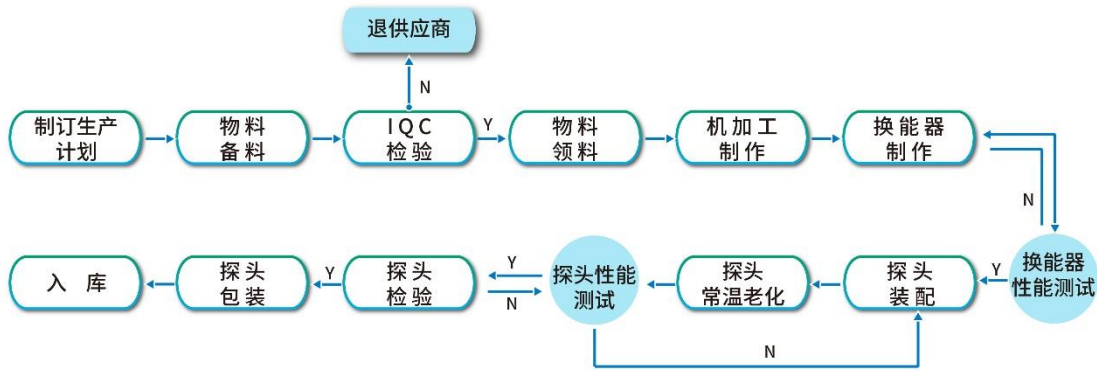 退供应商
N
制订生产
计划
物料
备料
IQC
检验
Y
物料
领料
机加工
制作
换能器
制作
N
换能器
性能测试
Y
探头
装配
探头
常温老化
探头性能
测试
Y
N
探头
检验
Y
探头
包装
入库
N